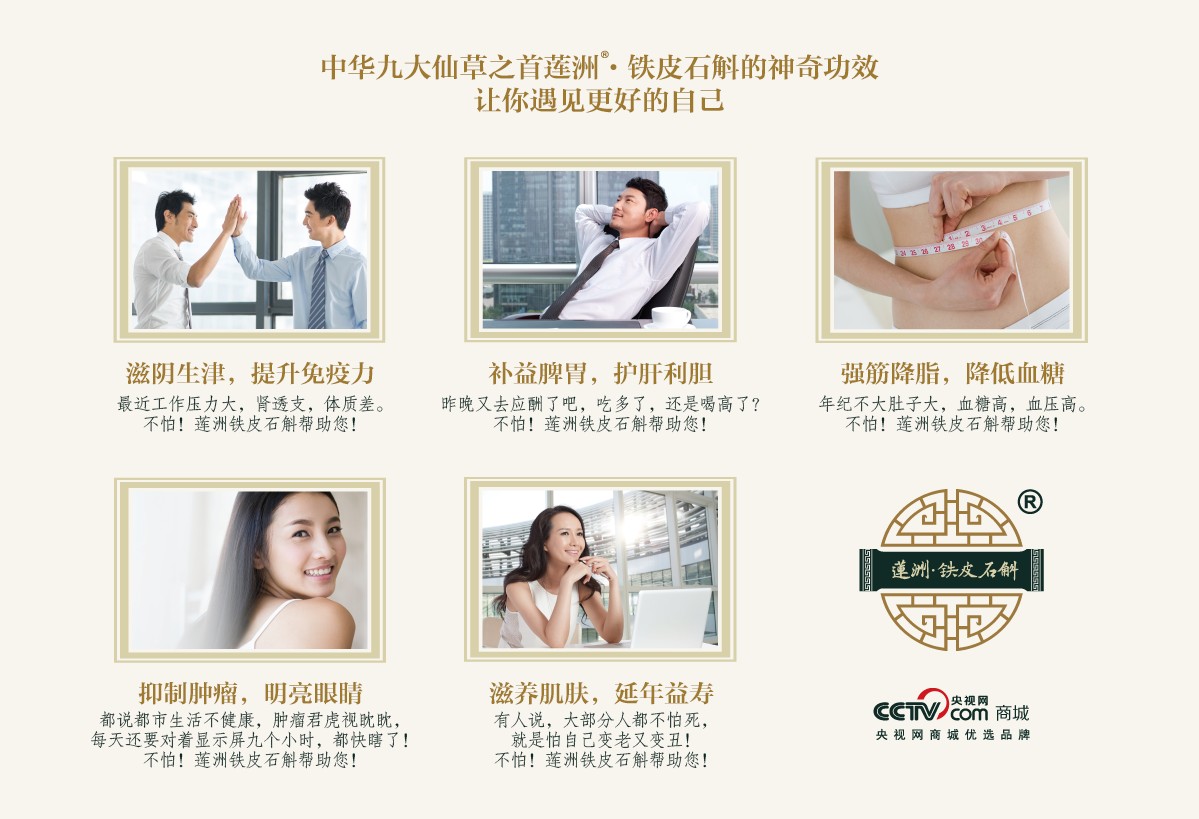 中华九大仙草之首莲洲®·铁皮石斛的神奇功效
让你遇见更好的自己
滋阴生津，提升免疫力
最近工作压力大，肾透支，体质差。
不怕！莲洲铁皮石斛帮助您！
补益脾胃，护肝利胆
昨晚又去应酬了吧，吃多了，还是喝高了？
不怕！莲洲铁皮石斛帮助您！
强筋降脂，降低血糖
年纪不大肚子大，血糖高，血压高。
不怕！莲洲铁皮石斛帮助您！
抑制肿瘤，明亮眼睛
都说都市生活不健康，肿瘤君虎视眈眈，
每天还要对着显示屏九个小时，都快瞎了！
不怕！莲洲铁皮石斛帮助您！
滋养肌肤，延年益寿
有人说，大部分人都不怕死，
就是怕自己变老又变丑！
不怕！莲洲铁皮石斛帮助您！
®
蓮洲·铁皮石斛
CCTV.com 央视网 商城
央视网商城优选品牌